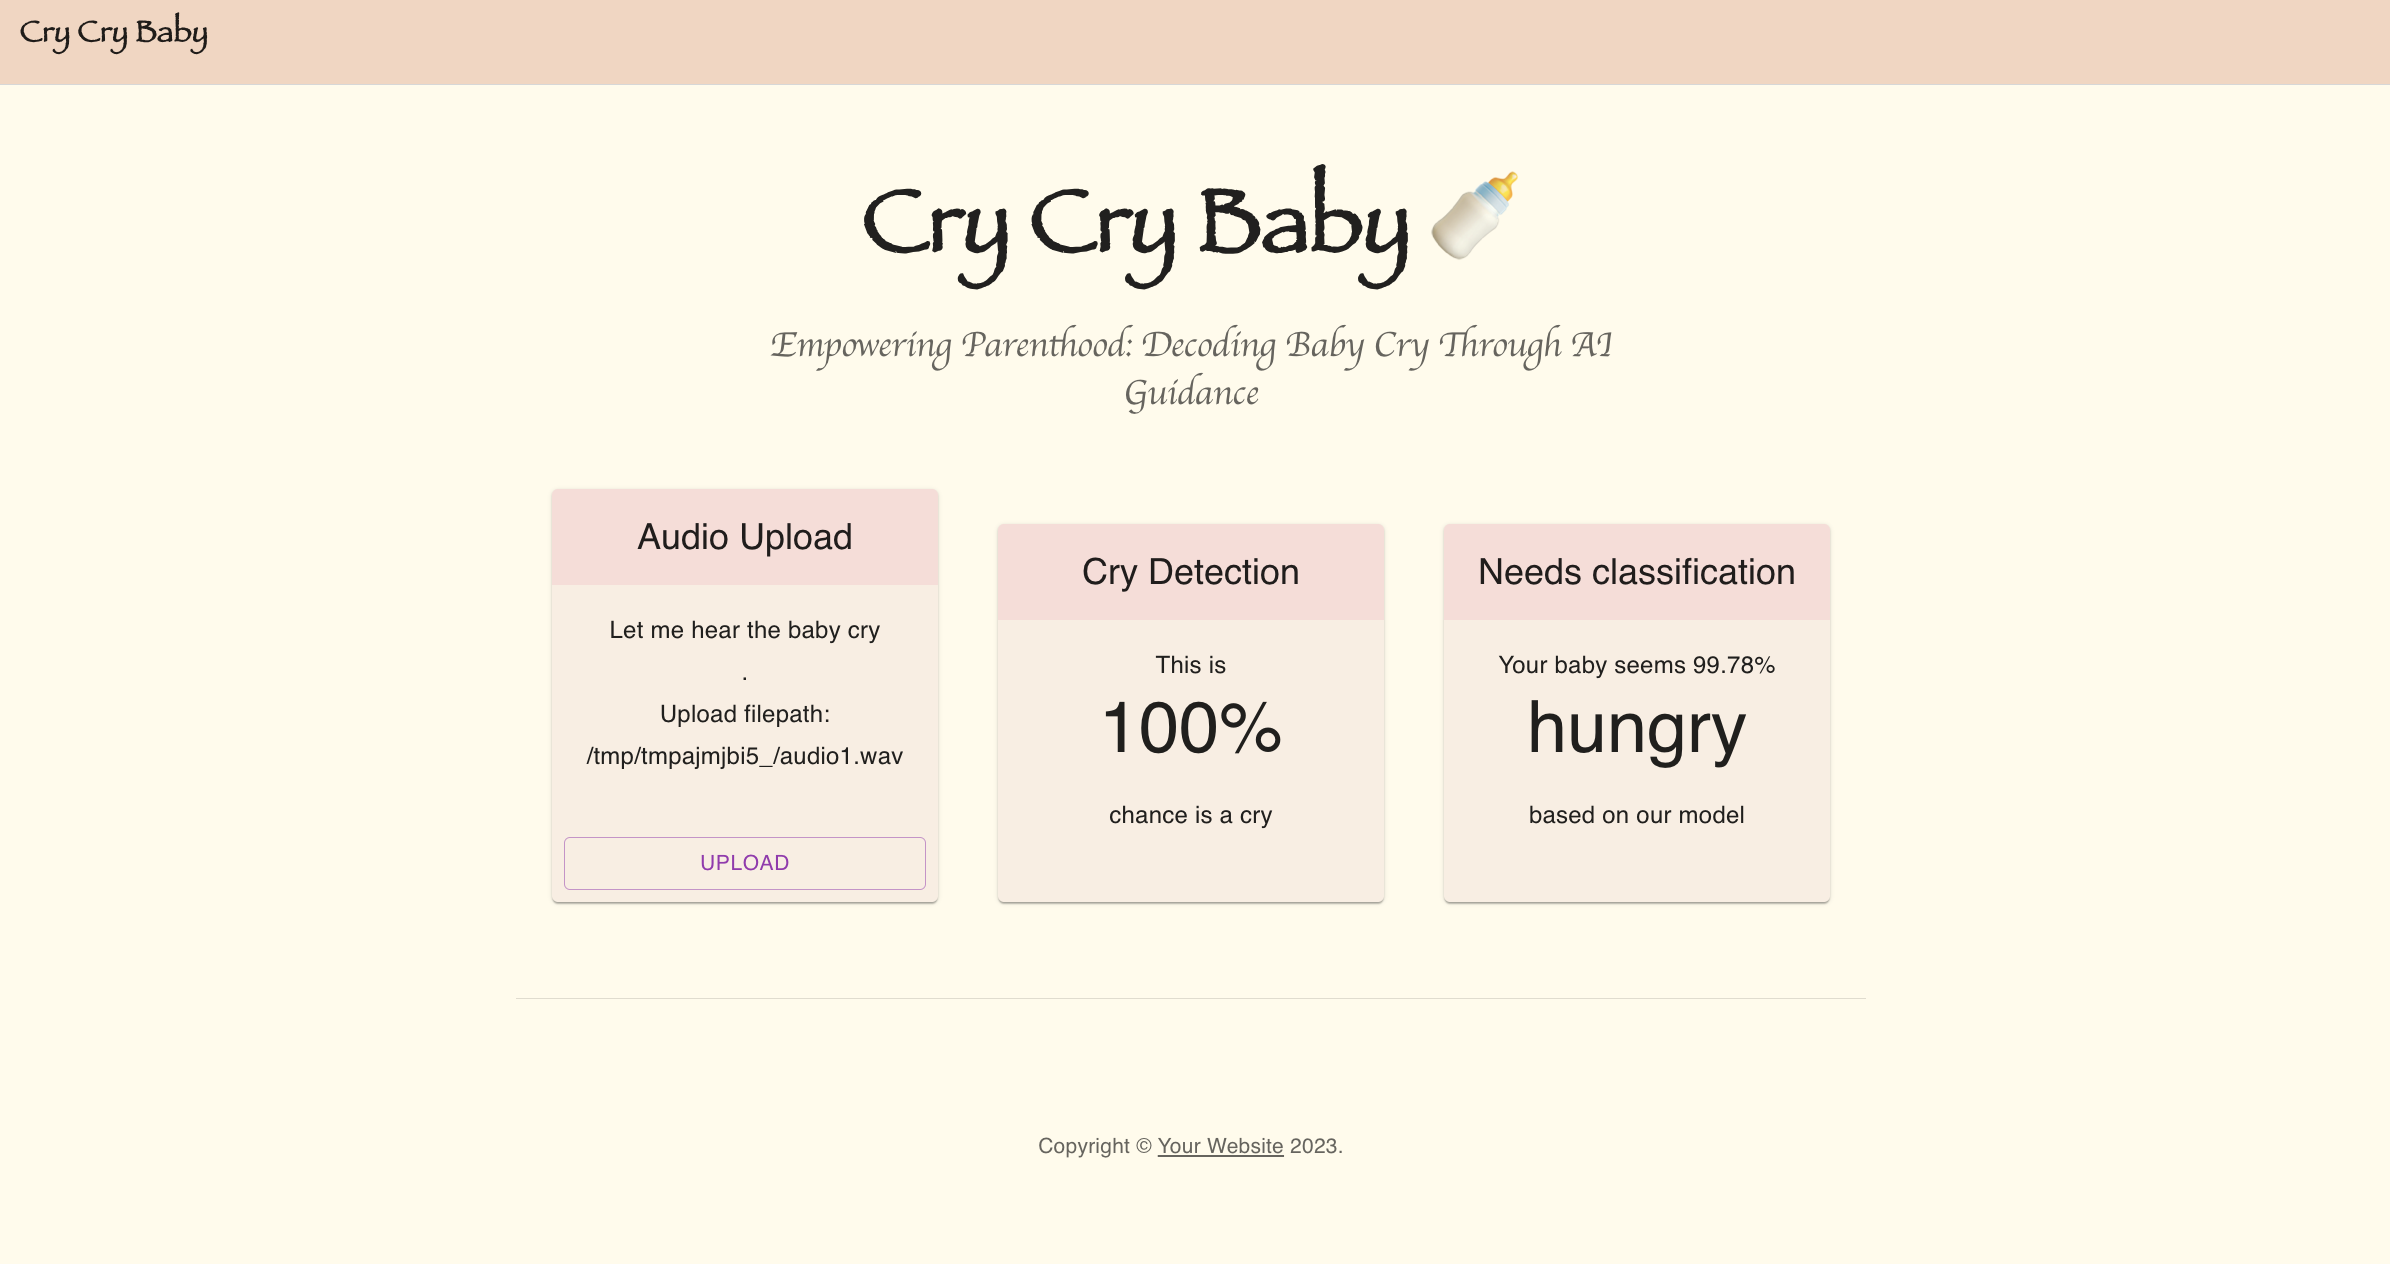 Cry Cry Baby
Cry Cry Baby
Empowering Parenthood: Decoding Baby Cry Through AI
Guidance
Audio Upload
Let me hear the baby cry
.
Upload filepath:
/tmp/tmpajmjbi5_/audio1.wav
UPLOAD
Cry Detection
This is
100%
chance is a cry
Needs classification
Your baby seems 99.78%
hungry
based on our model
Copyright © Your Website 2023.